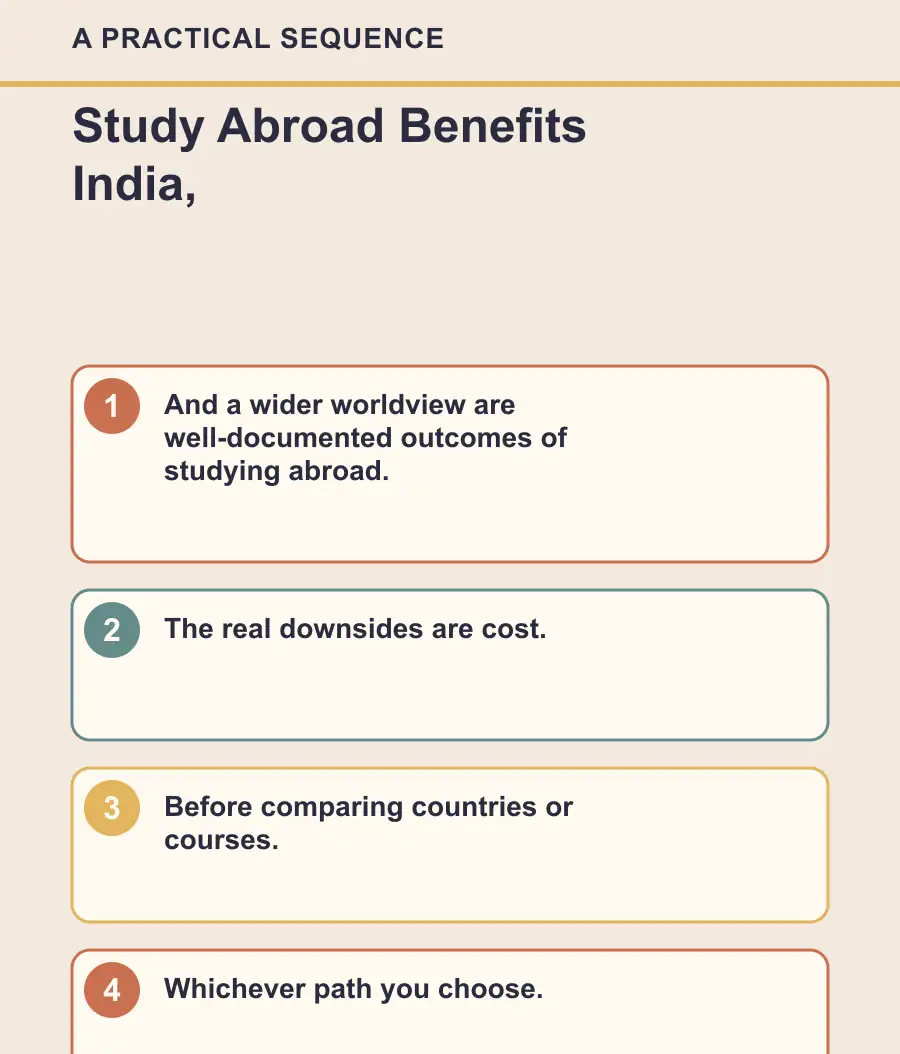 A PRACTICAL SEQUENCE
Study Abroad Benefits
India,
1
And a wider worldview are
well-documented outcomes of
studying abroad.
2
The real downsides are cost.
3
Before comparing countries or
courses.
4
Whichever path you choose.